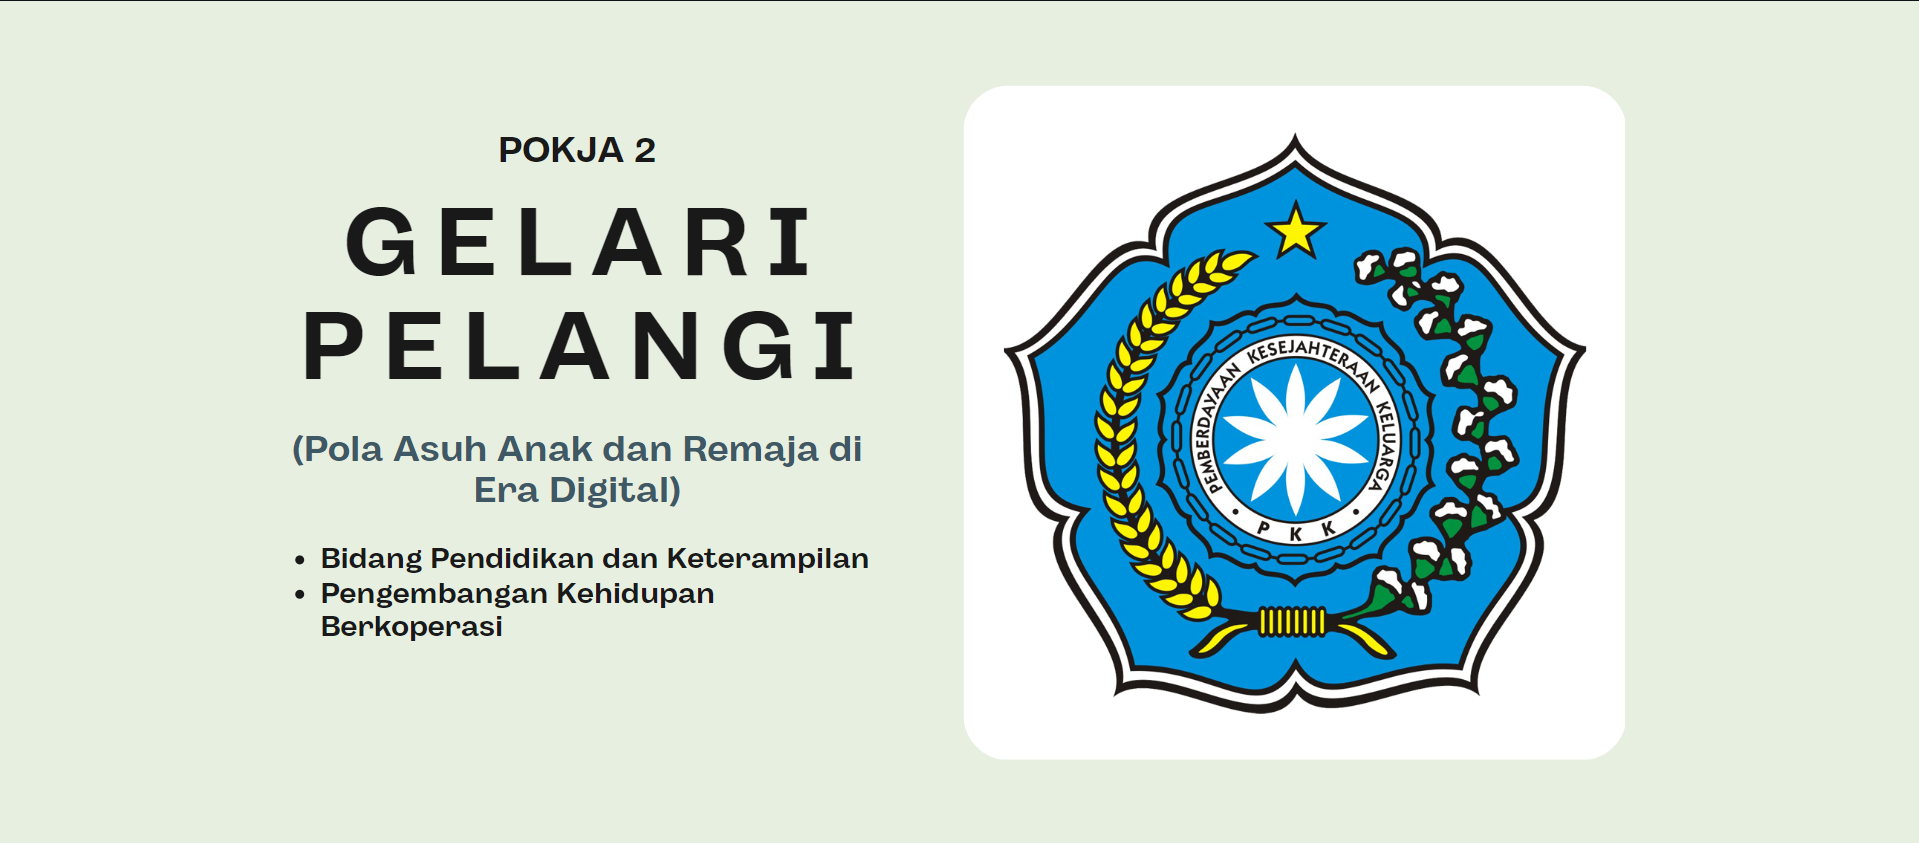 POKJA 2
GELARI
PELANGI
(Pola Asuh Anak dan Remaja di
Era Digital)
• Bidang Pendidikan dan Keterampilan
• Pengembangan Kehidupan
Berkoperasi
PEMBERDAYAAN KESEJAHTERAAN KELUARGA
• P K K •